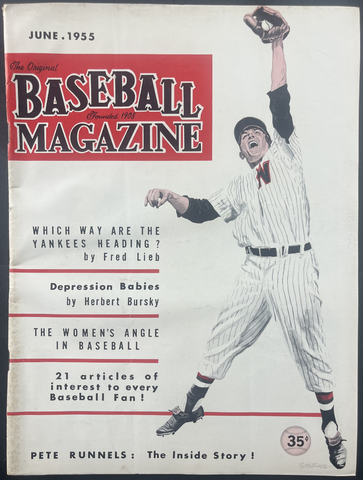 JUNE . 1955
The Original
BASEBALL
Founded 1908
MAGAZINE
W
WHICH WAY ARE THE
YANKEES HEADING ?
by Fred Lieb
Depression Babies
by Herbert Bursky
THE WOMEN'S ANGLE
IN BASEBALL
21 articles of
interest to every
Baseball Fan !
35¢
PETE RUNNELS : The Inside Story !